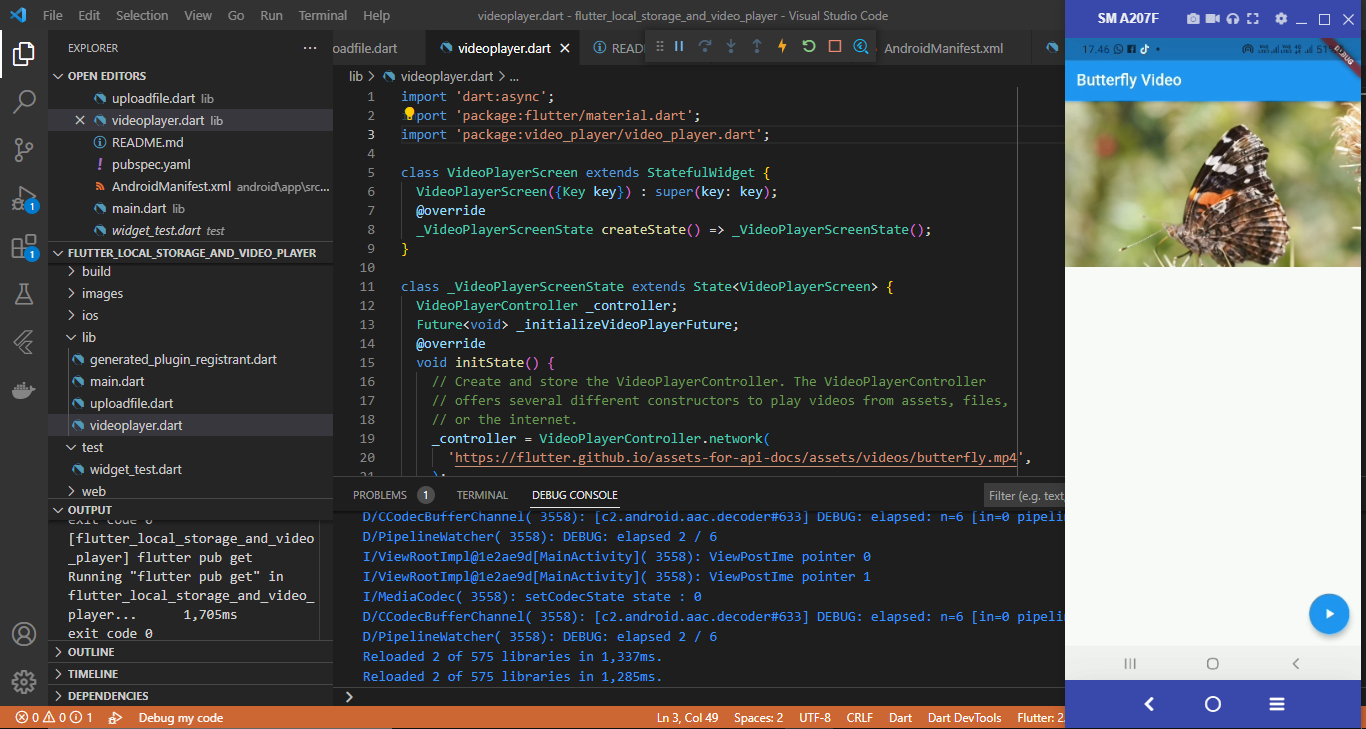 File Edit Selection View Go Run Terminal Help
videoplayer.dart - flutter_local_storage_and_video_player - Visual Studio Code
EXPLORER
OPEN EDITORS
uploadfile.dart lib
videoplayer.dart lib
README.md
pubspec.yaml
AndroidManifest.xml android\app\src...
main.dart lib
widget_test.dart test
FLUTTER_LOCAL_STORAGE_AND_VIDEO_PLAYER
build
images
ios
lib
generated_plugin_registrant.dart
main.dart
uploadfile.dart
videoplayer.dart
test
widget_test.dart
web
OUTPUT
exit code 0
[flutter_local_storage_and_video
_player] flutter pub get
Running "flutter pub get" in
flutter_local_storage_and_video_
player... 1,705ms
exit code 0
OUTLINE
TIMELINE
DEPENDENCIES
oadfile.dart videoplayer.dart READ AndroidManifest.xml
lib > videoplayer.dart > ...
1 import 'dart:async';
2 port 'package:flutter/material.dart';
3 import 'package:video_player/video_player.dart';
4
5 class VideoPlayerScreen extends StatefulWidget {
6 VideoPlayerScreen({Key key}) : super(key: key);
7 @override
8 _VideoPlayerScreenState createState() => _VideoPlayerScreenState();
9 }
10
11 class _VideoPlayerScreenState extends State<VideoPlayerScreen> {
12 VideoPlayerController _controller;
13 Future<void> _initializeVideoPlayerFuture;
14 @override
15 void initState() {
16 // Create and store the VideoPlayerController. The VideoPlayerController
17 // offers several different constructors to play videos from assets, files,
18 // or the internet.
19 _controller = VideoPlayerController.network(
20 'https://flutter.github.io/assets-for-api-docs/assets/videos/butterfly.mp4',
21 );
PROBLEMS 1 TERMINAL DEBUG CONSOLE Filter (e.g. text,
D/CCodecBufferChannel( 3558): [c2.android.aac.decoder#633] DEBUG: elapsed: n=6 [in=0 pipelin
D/PipelineWatcher( 3558): DEBUG: elapsed 2 / 6
I/ViewRootImpl@1e2ae9d[MainActivity]( 3558): ViewPostIme pointer 0
I/ViewRootImpl@1e2ae9d[MainActivity]( 3558): ViewPostIme pointer 1
I/MediaCodec( 3558): setCodecState state : 0
D/CCodecBufferChannel( 3558): [c2.android.aac.decoder#633] DEBUG: elapsed: n=6 [in=0 pipelin
D/PipelineWatcher( 3558): DEBUG: elapsed 2 / 6
Reloaded 2 of 575 libraries in 1,337ms.
Reloaded 2 of 575 libraries in 1,285ms.
0 0 1 Debug my code
Ln 3, Col 49 Spaces: 2 UTF-8 CRLF Dart Dart DevTools Flutter: 2.
SM A207F
17.46
DEBUG
Butterfly Video
1
1